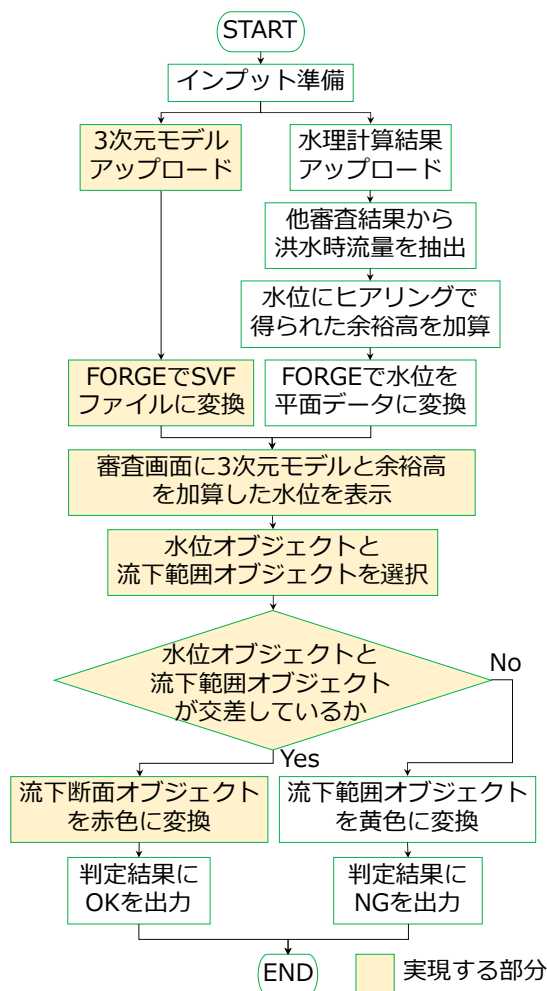 START
インプット準備
3次元モデル
アップロード
水理計算結果
アップロード
他審査結果から
洪水時流量を抽出
水位にヒアリングで
得られた余裕高を加算
FORGEでSVF
ファイルに変換
FORGEで水位を
平面データに変換
審査画面に3次元モデルと余裕高
を加算した水位を表示
水位オブジェクトと
流下範囲オブジェクトを選択
水位オブジェクトと
流下範囲オブジェクト
が交差しているか
No
Yes
流下断面オブジェクト
を赤色に変換
流下範囲オブジェクト
を黄色に変換
判定結果に
OKを出力
判定結果に
NGを出力
END
実現する部分